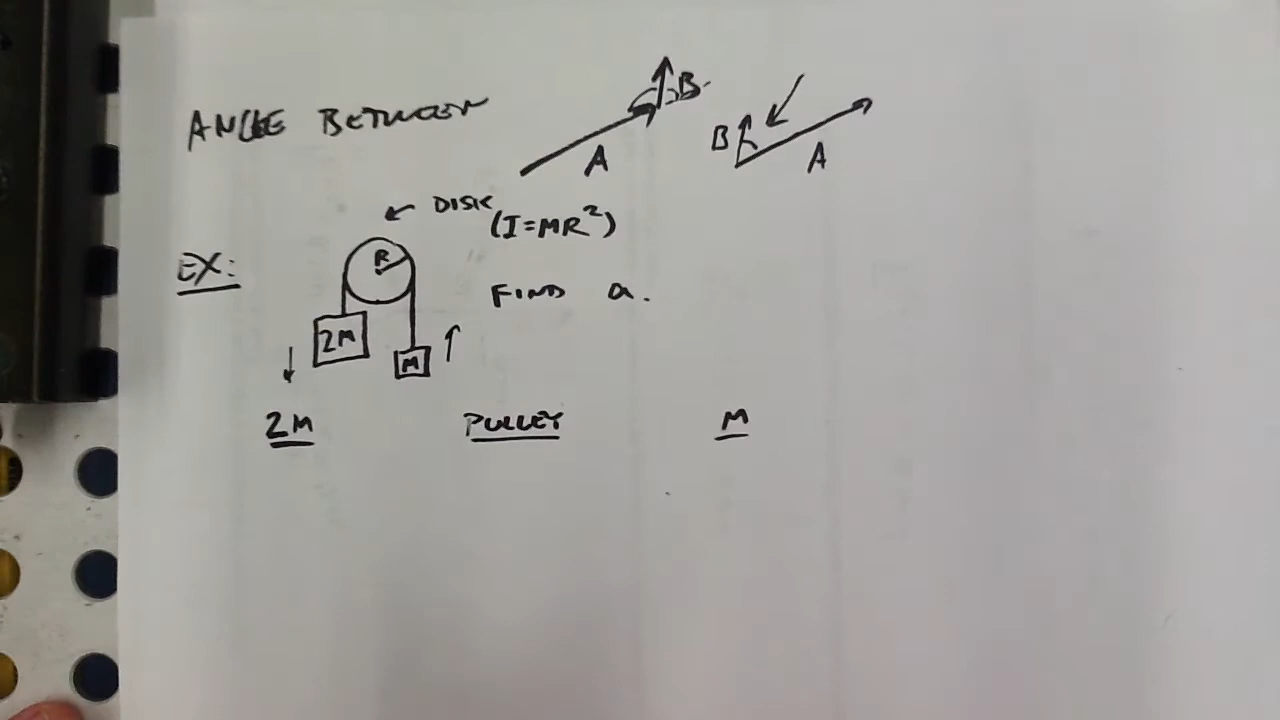 ANGLE BETWEEN
A
B
B
A
← DISK (I=MR²)
EX:
R
FIND a.
2M
M
2M
PULLEY
M